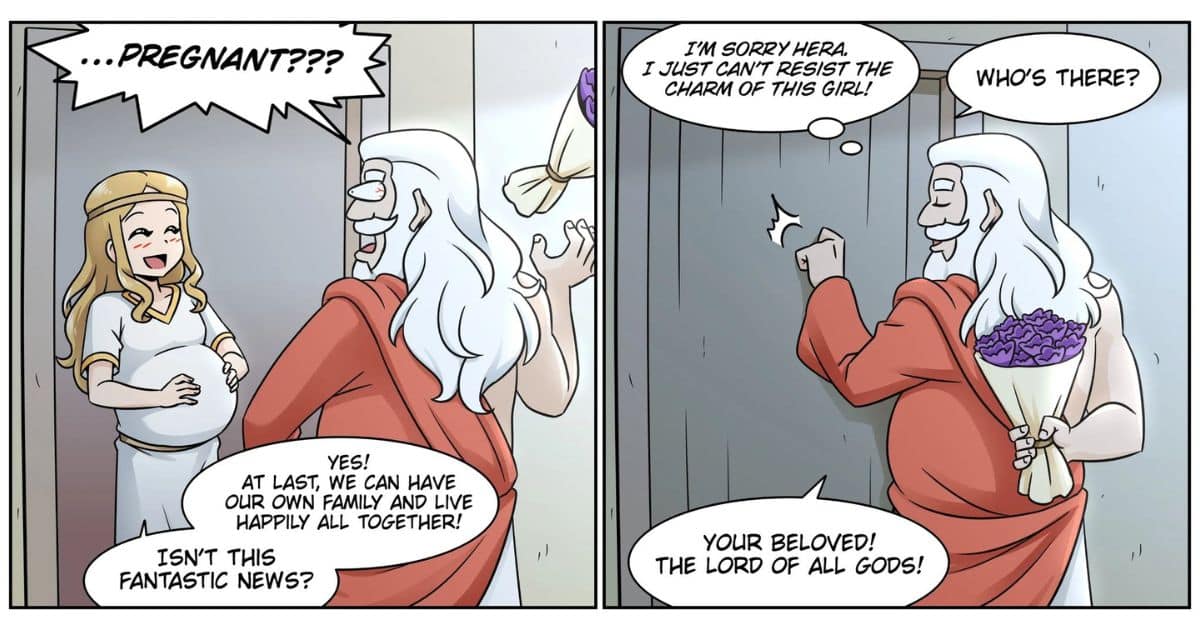 ...PREGNANT???
YES!
AT LAST, WE CAN HAVE
OUR OWN FAMILY AND LIVE
HAPPILY ALL TOGETHER!
ISN'T THIS
FANTASTIC NEWS?
I'M SORRY HERA.
I JUST CAN'T RESIST THE
CHARM OF THIS GIRL!
WHO'S THERE?
YOUR BELOVED!
THE LORD OF ALL GODS!